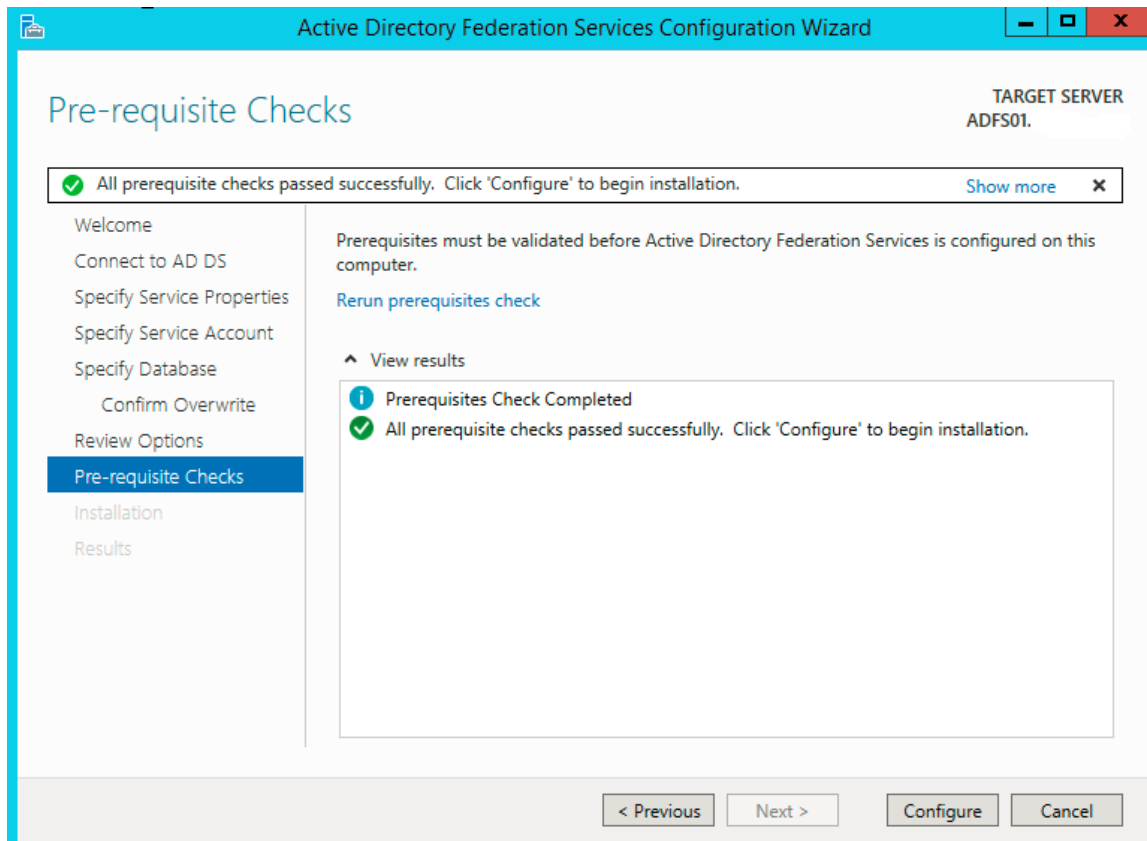 Active Directory Federation Services Configuration Wizard
Pre-requisite Checks
TARGET SERVER
ADFS01.
All prerequisite checks passed successfully. Click 'Configure' to begin installation.
Show more
Welcome
Connect to AD DS
Specify Service Properties
Specify Service Account
Specify Database
Confirm Overwrite
Review Options
Pre-requisite Checks
Installation
Results
Prerequisites must be validated before Active Directory Federation Services is configured on this
computer.
Rerun prerequisites check
View results
Prerequisites Check Completed
All prerequisite checks passed successfully. Click 'Configure' to begin installation.
< Previous
Next >
Configure
Cancel